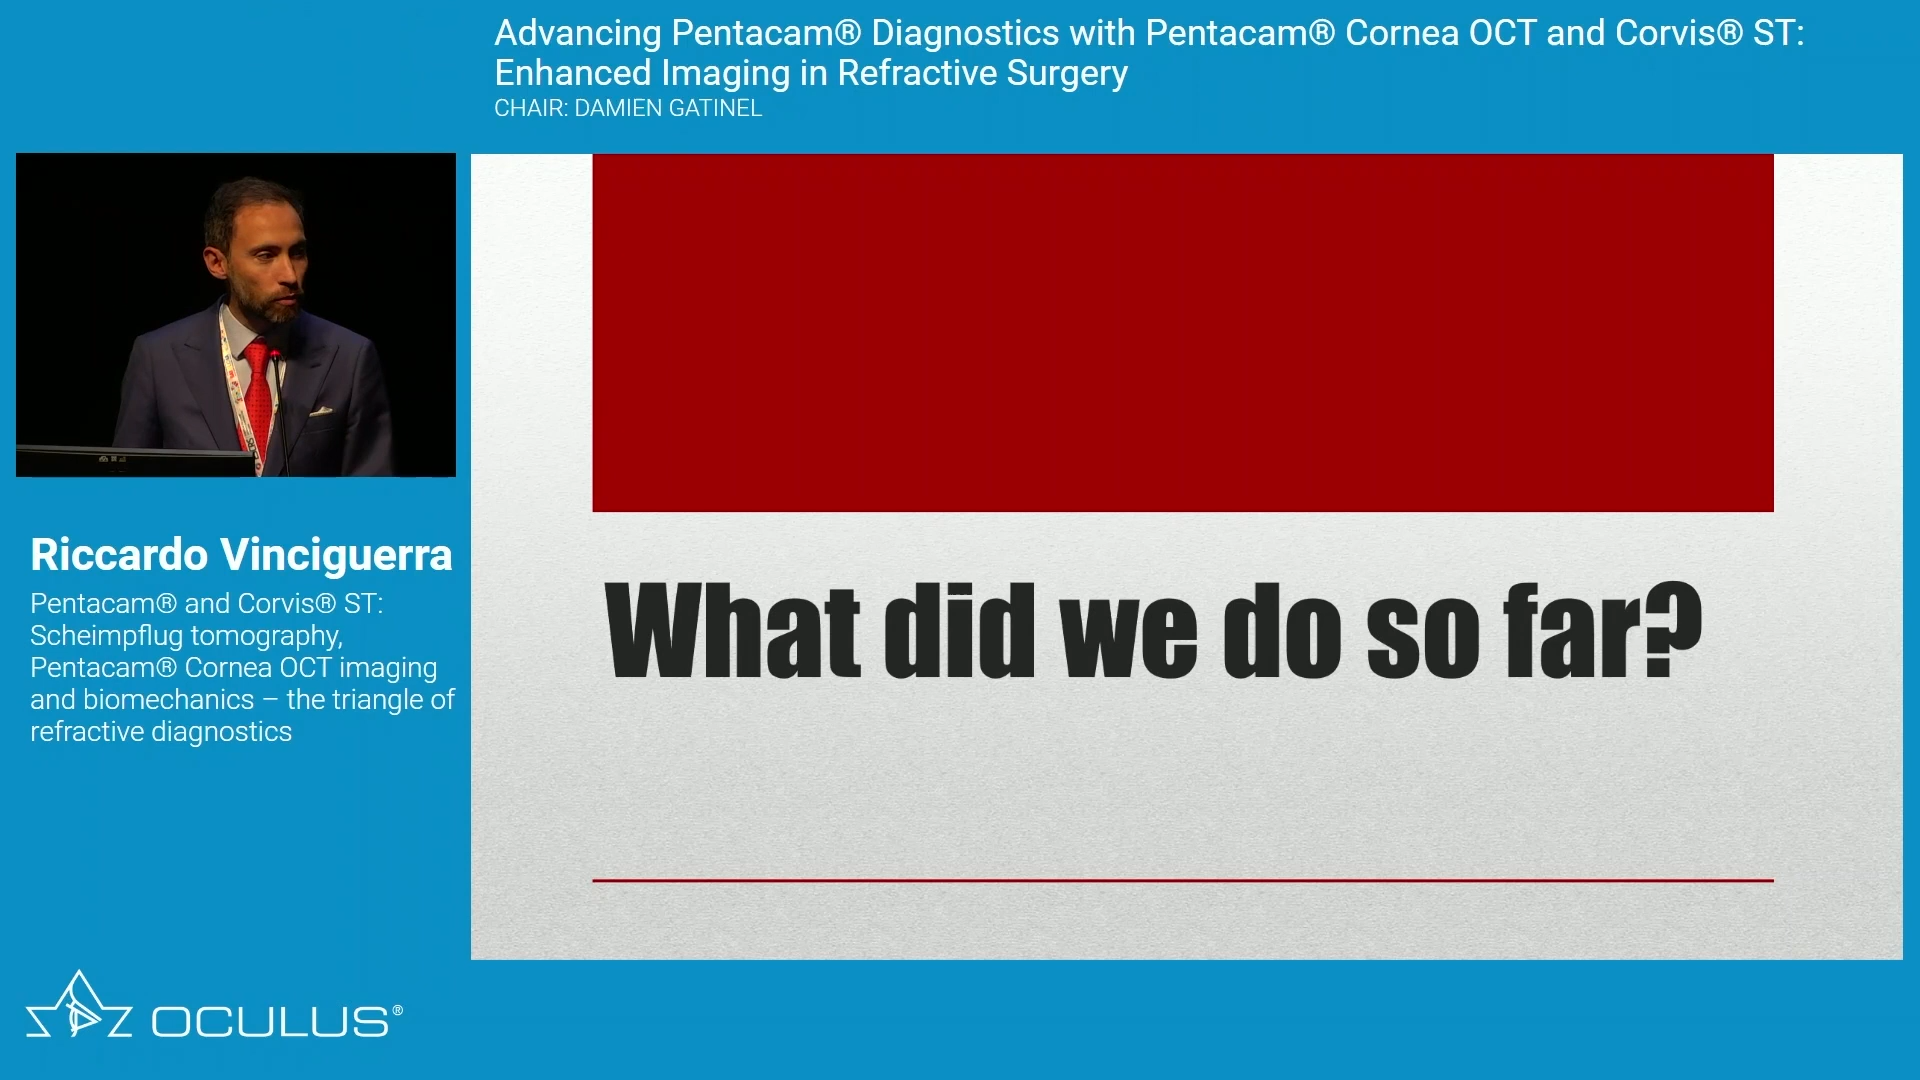 Advancing Pentacam® Diagnostics with Pentacam® Cornea OCT and Corvis® ST:
Enhanced Imaging in Refractive Surgery
CHAIR: DAMIEN GATINEL
What did we do so far?
Riccardo Vinciguerra
Pentacam® and Corvis® ST:
Scheimpflug tomography,
Pentacam® Cornea OCT imaging
and biomechanics – the triangle of
refractive diagnostics
OCULUS®